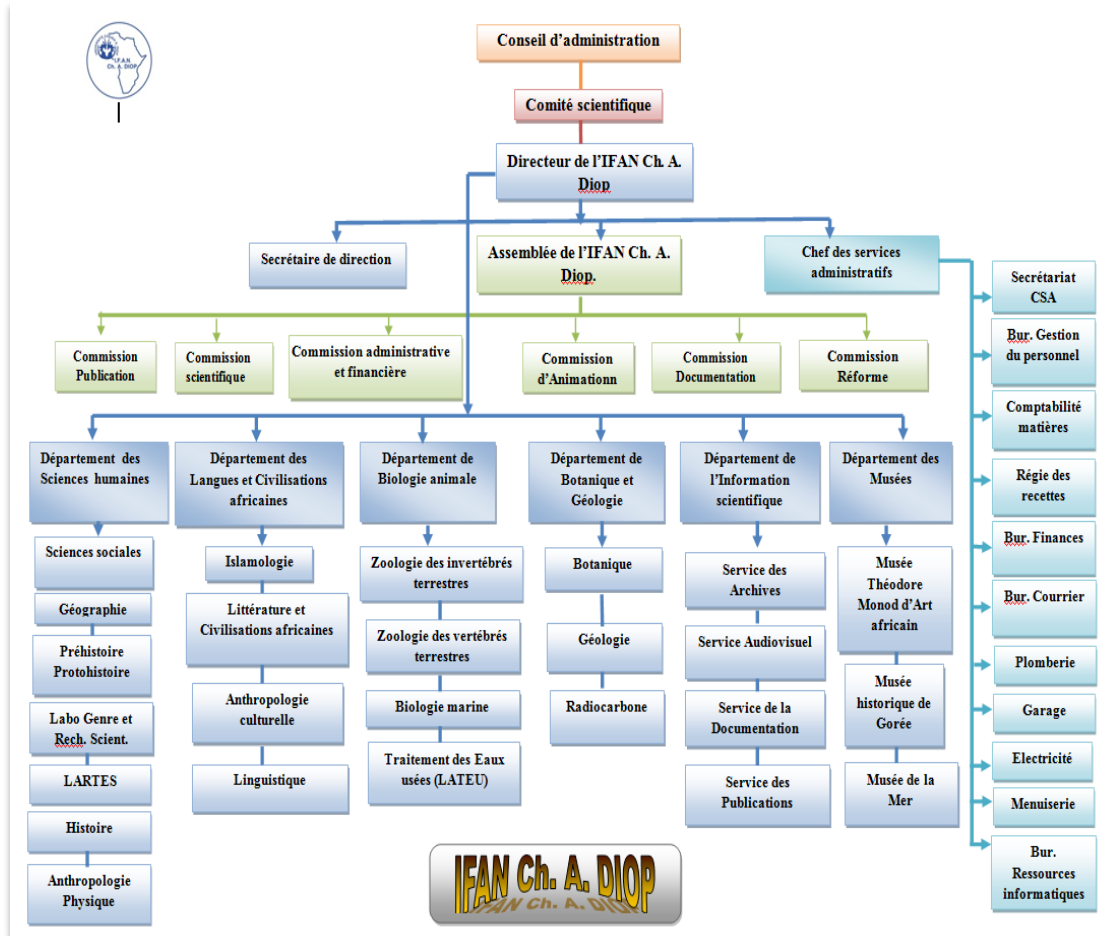 I.F.A.N
Ch. A. DIOP
Conseil d'administration
Comité scientifique
Directeur de l'IFAN Ch. A.
Diop
Secrétaire de direction
Assemblée de l'IFAN Ch. A.
Diop.
Chef des services
administratifs
Commission
Publication
Commission
scientifique
Commission administrative
et financière
Commission
d'Animationn
Commission
Documentation
Commission
Réforme
Département des
Sciences humaines
Sciences sociales
Géographie
Préhistoire
Protohistoire
Labo Genre et
Rech. Scient.
LARTES
Histoire
Anthropologie
Physique
Département des
Langues et Civilisations
africaines
Islamologie
Littérature et
Civilisations africaines
Anthropologie
culturelle
Linguistique
Département de
Biologie animale
Zoologie des invertébrés
terrestres
Zoologie des vertébrés
terrestres
Biologie marine
Traitement des Eaux
usées (LATEU)
Département de
Botanique et
Géologie
Botanique
Géologie
Radiocarbone
Département de
l'Information
scientifique
Service des
Archives
Service Audiovisuel
Service de la
Documentation
Service des
Publications
Département des
Musées
Musée
Théodore
Monod d'Art
africain
Musée
historique de
Gorée
Musée de la
Mer
Secrétariat
CSA
Bur. Gestion
du personnel
Comptabilité
matières
Régie des
recettes
Bur. Finances
Bur. Courrier
Plomberie
Garage
Electricité
Menuiserie
Bur.
Ressources
informatiques
IFAN Ch. A. DIOP